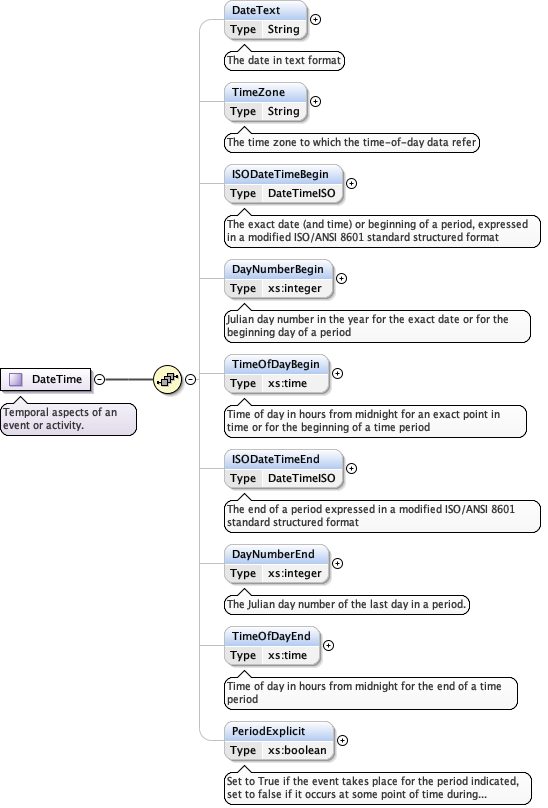 DateText
Type String
The date in text format
TimeZone
Type String
The time zone to which the time-of-day data refer
ISODateTimeBegin
Type DateTimeISO
The exact date (and time) or beginning of a period, expressed
in a modified ISO/ANSI 8601 standard structured format
DayNumberBegin
Type xs:integer
Julian day number in the year for the exact date or for the
beginning day of a period
DateTime
Temporal aspects of an
event or activity.
TimeOfDayBegin
Type xs:time
Time of day in hours from midnight for an exact point in
time or for the beginning of a time period
ISODateTimeEnd
Type DateTimeISO
The end of a period expressed in a modified ISO/ANSI 8601
standard structured format
DayNumberEnd
Type xs:integer
The Julian day number of the last day in a period.
TimeOfDayEnd
Type xs:time
Time of day in hours from midnight for the end of a time
period
PeriodExplicit
Type xs:boolean
Set to True if the event takes place for the period indicated,
set to false if it occurs at some point of time during...